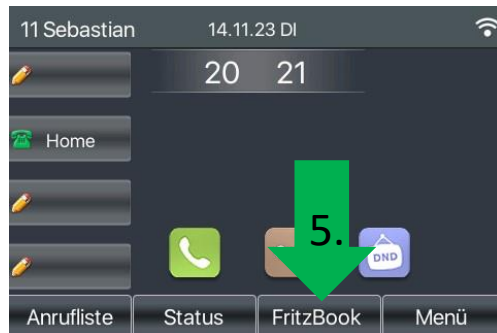 11 Sebastian 14.11.23 DI
20 21
Home
5.
DND
Anrufliste Status FritzBook Menü